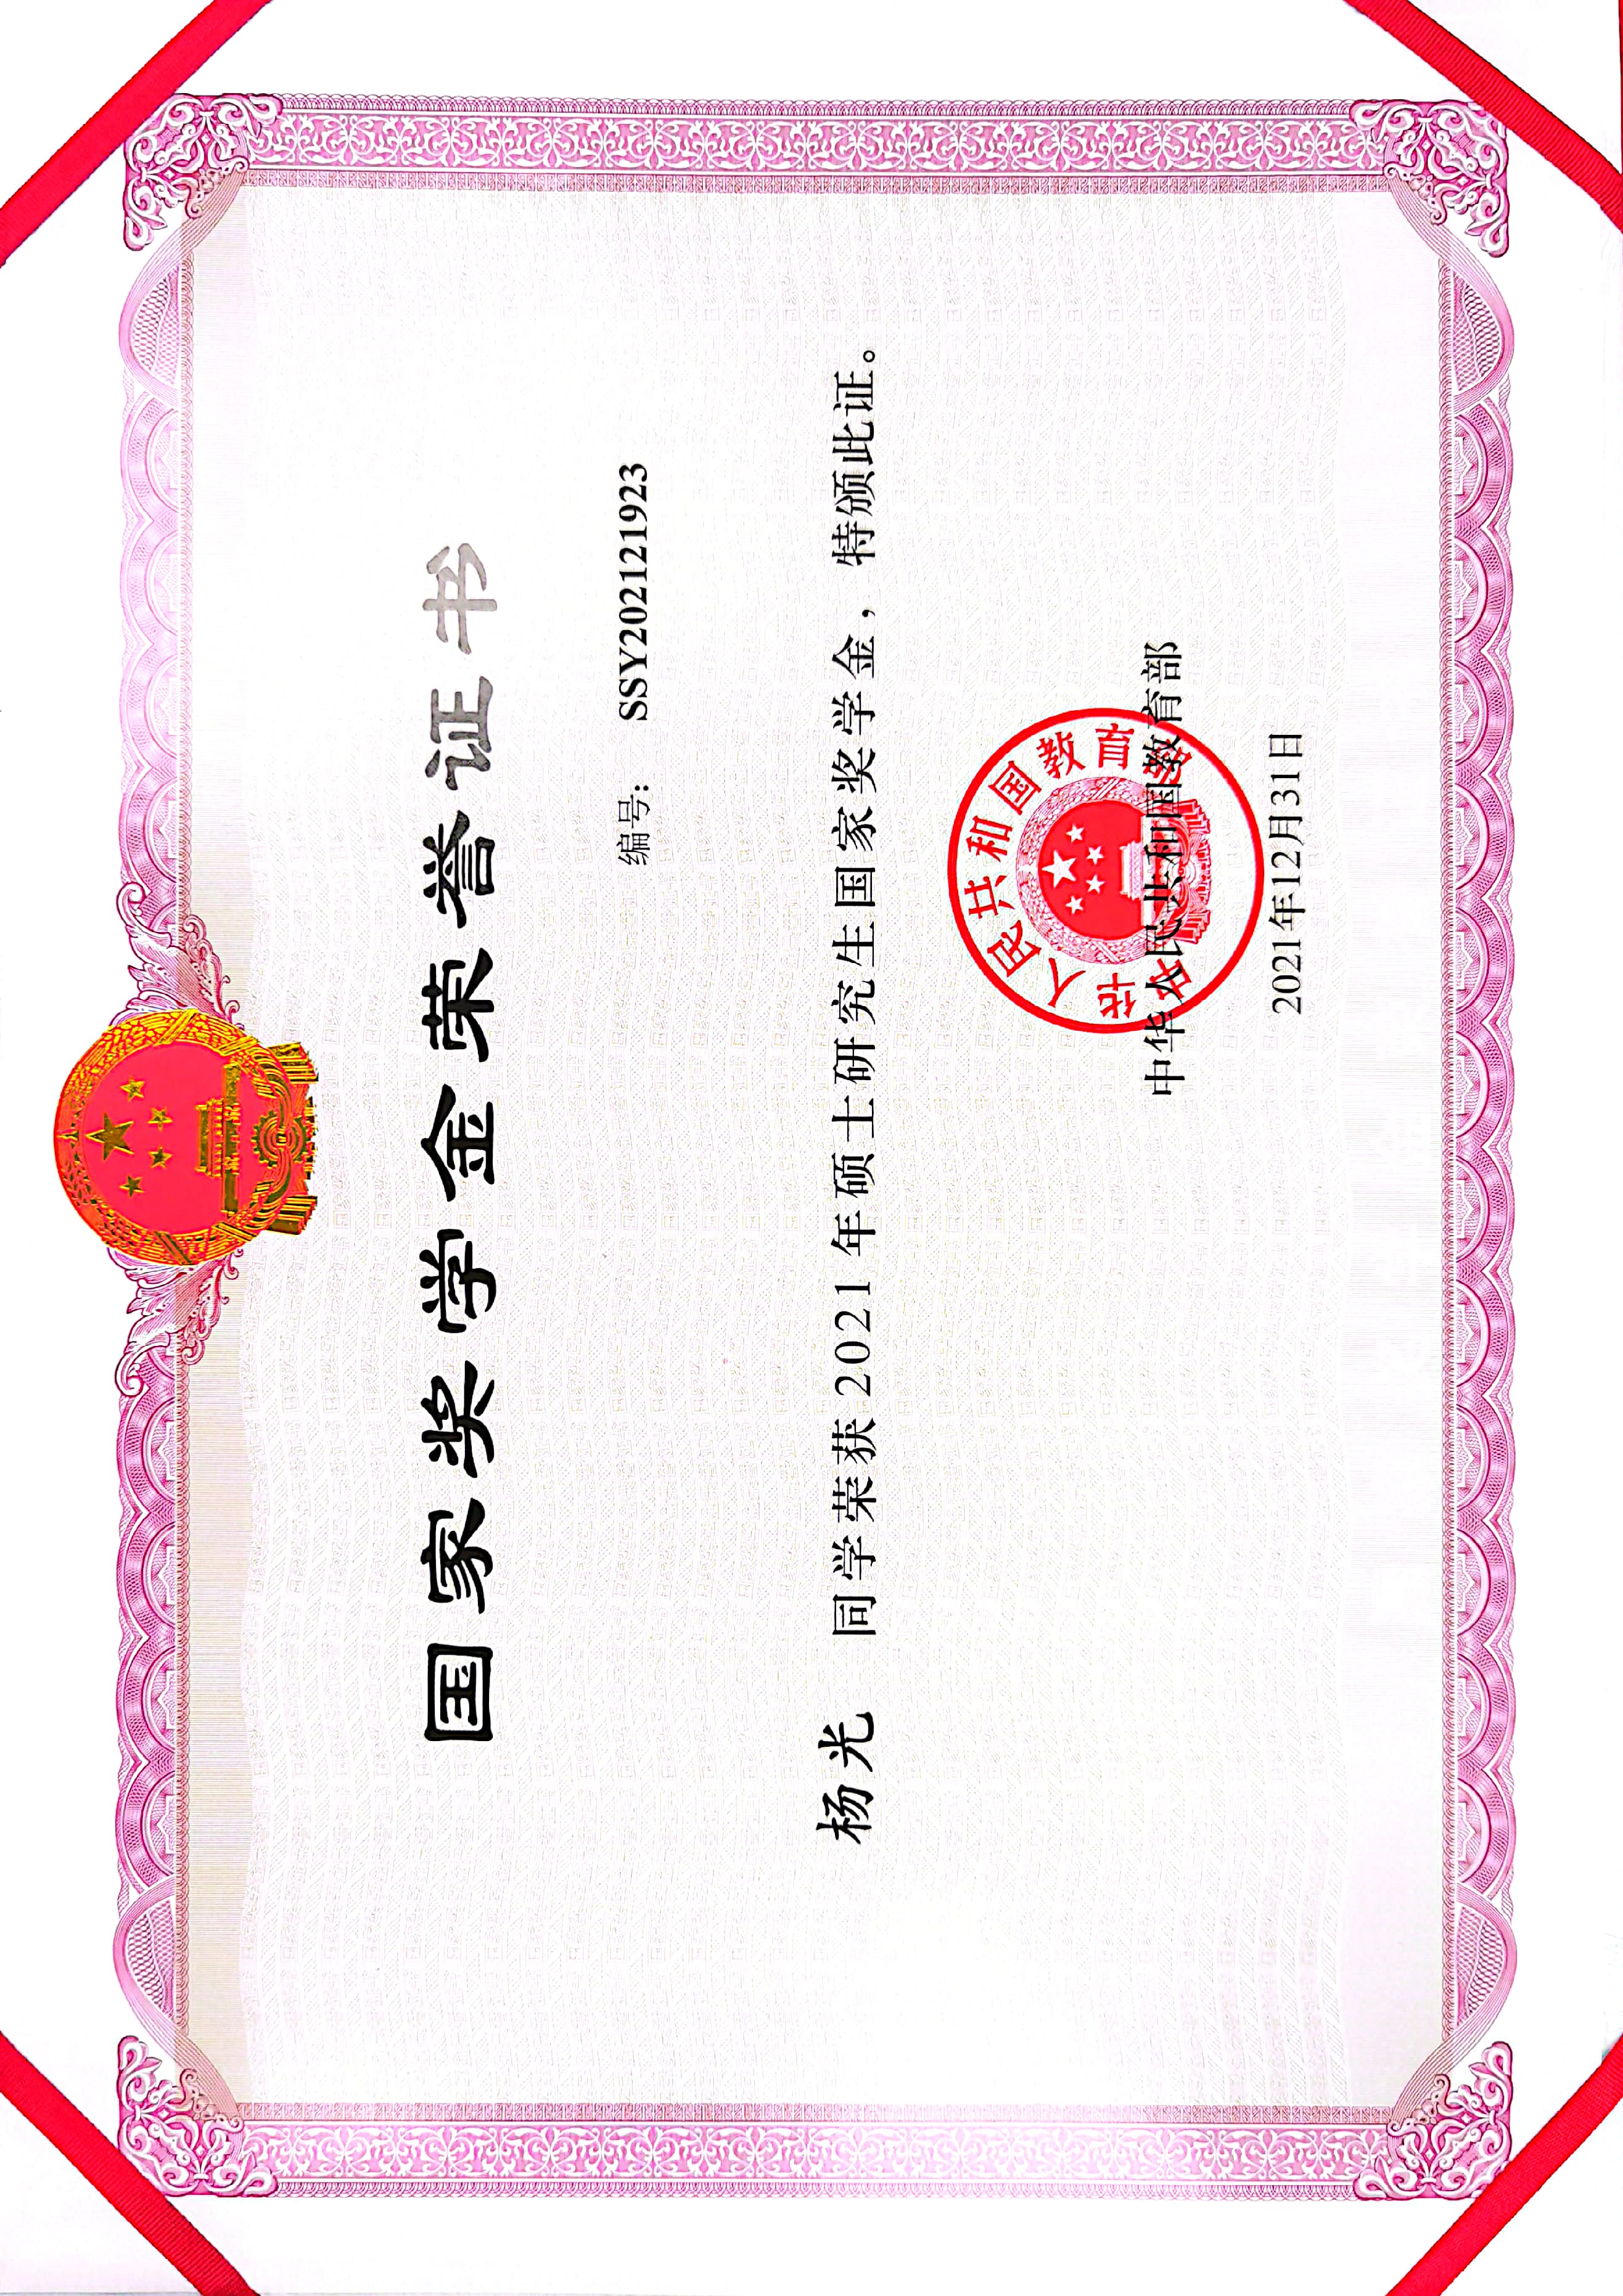 国家奖学金荣誉证书
编号: SSY202121923
杨光 同学荣获2021年硕士研究生国家奖学金，特颁此证。
中华人民共和国教育部
中华人民共和国教育部
2021年12月31日